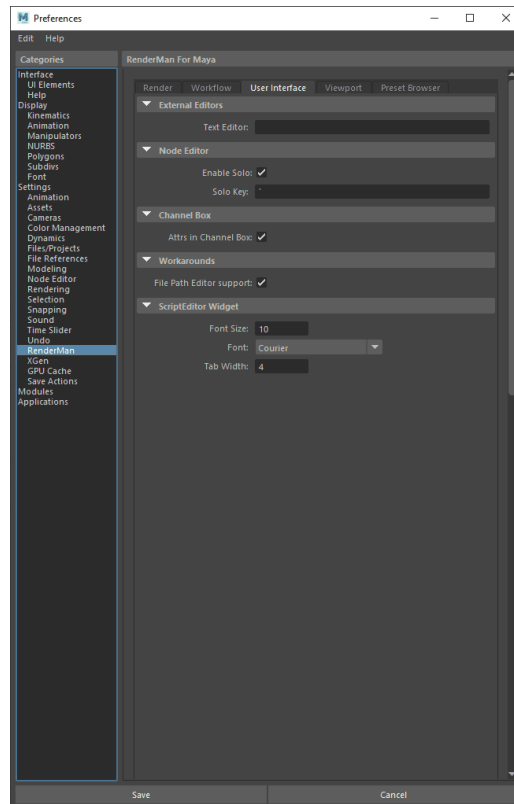 Preferences
Edit Help
Categories
Interface
UI Elements
Help
Display
Kinematics
Animation
Manipulators
NURBS
Polygons
Subdivs
Font
Settings
Animation
Assets
Cameras
Color Management
Dynamics
Files/Projects
File References
Modeling
Node Editor
Rendering
Selection
Snapping
Sound
Time Slider
Undo
RenderMan
XGen
GPU Cache
Save Actions
Modules
Applications
RenderMan For Maya
Render Workflow User Interface Viewport Preset Browser
External Editors
Text Editor:
Node Editor
Enable Solo:
Solo Key: `
Channel Box
Attrs in Channel Box:
Workarounds
File Path Editor support:
ScriptEditor Widget
Font Size: 10
Font: Courier
Tab Width: 4
Save Cancel